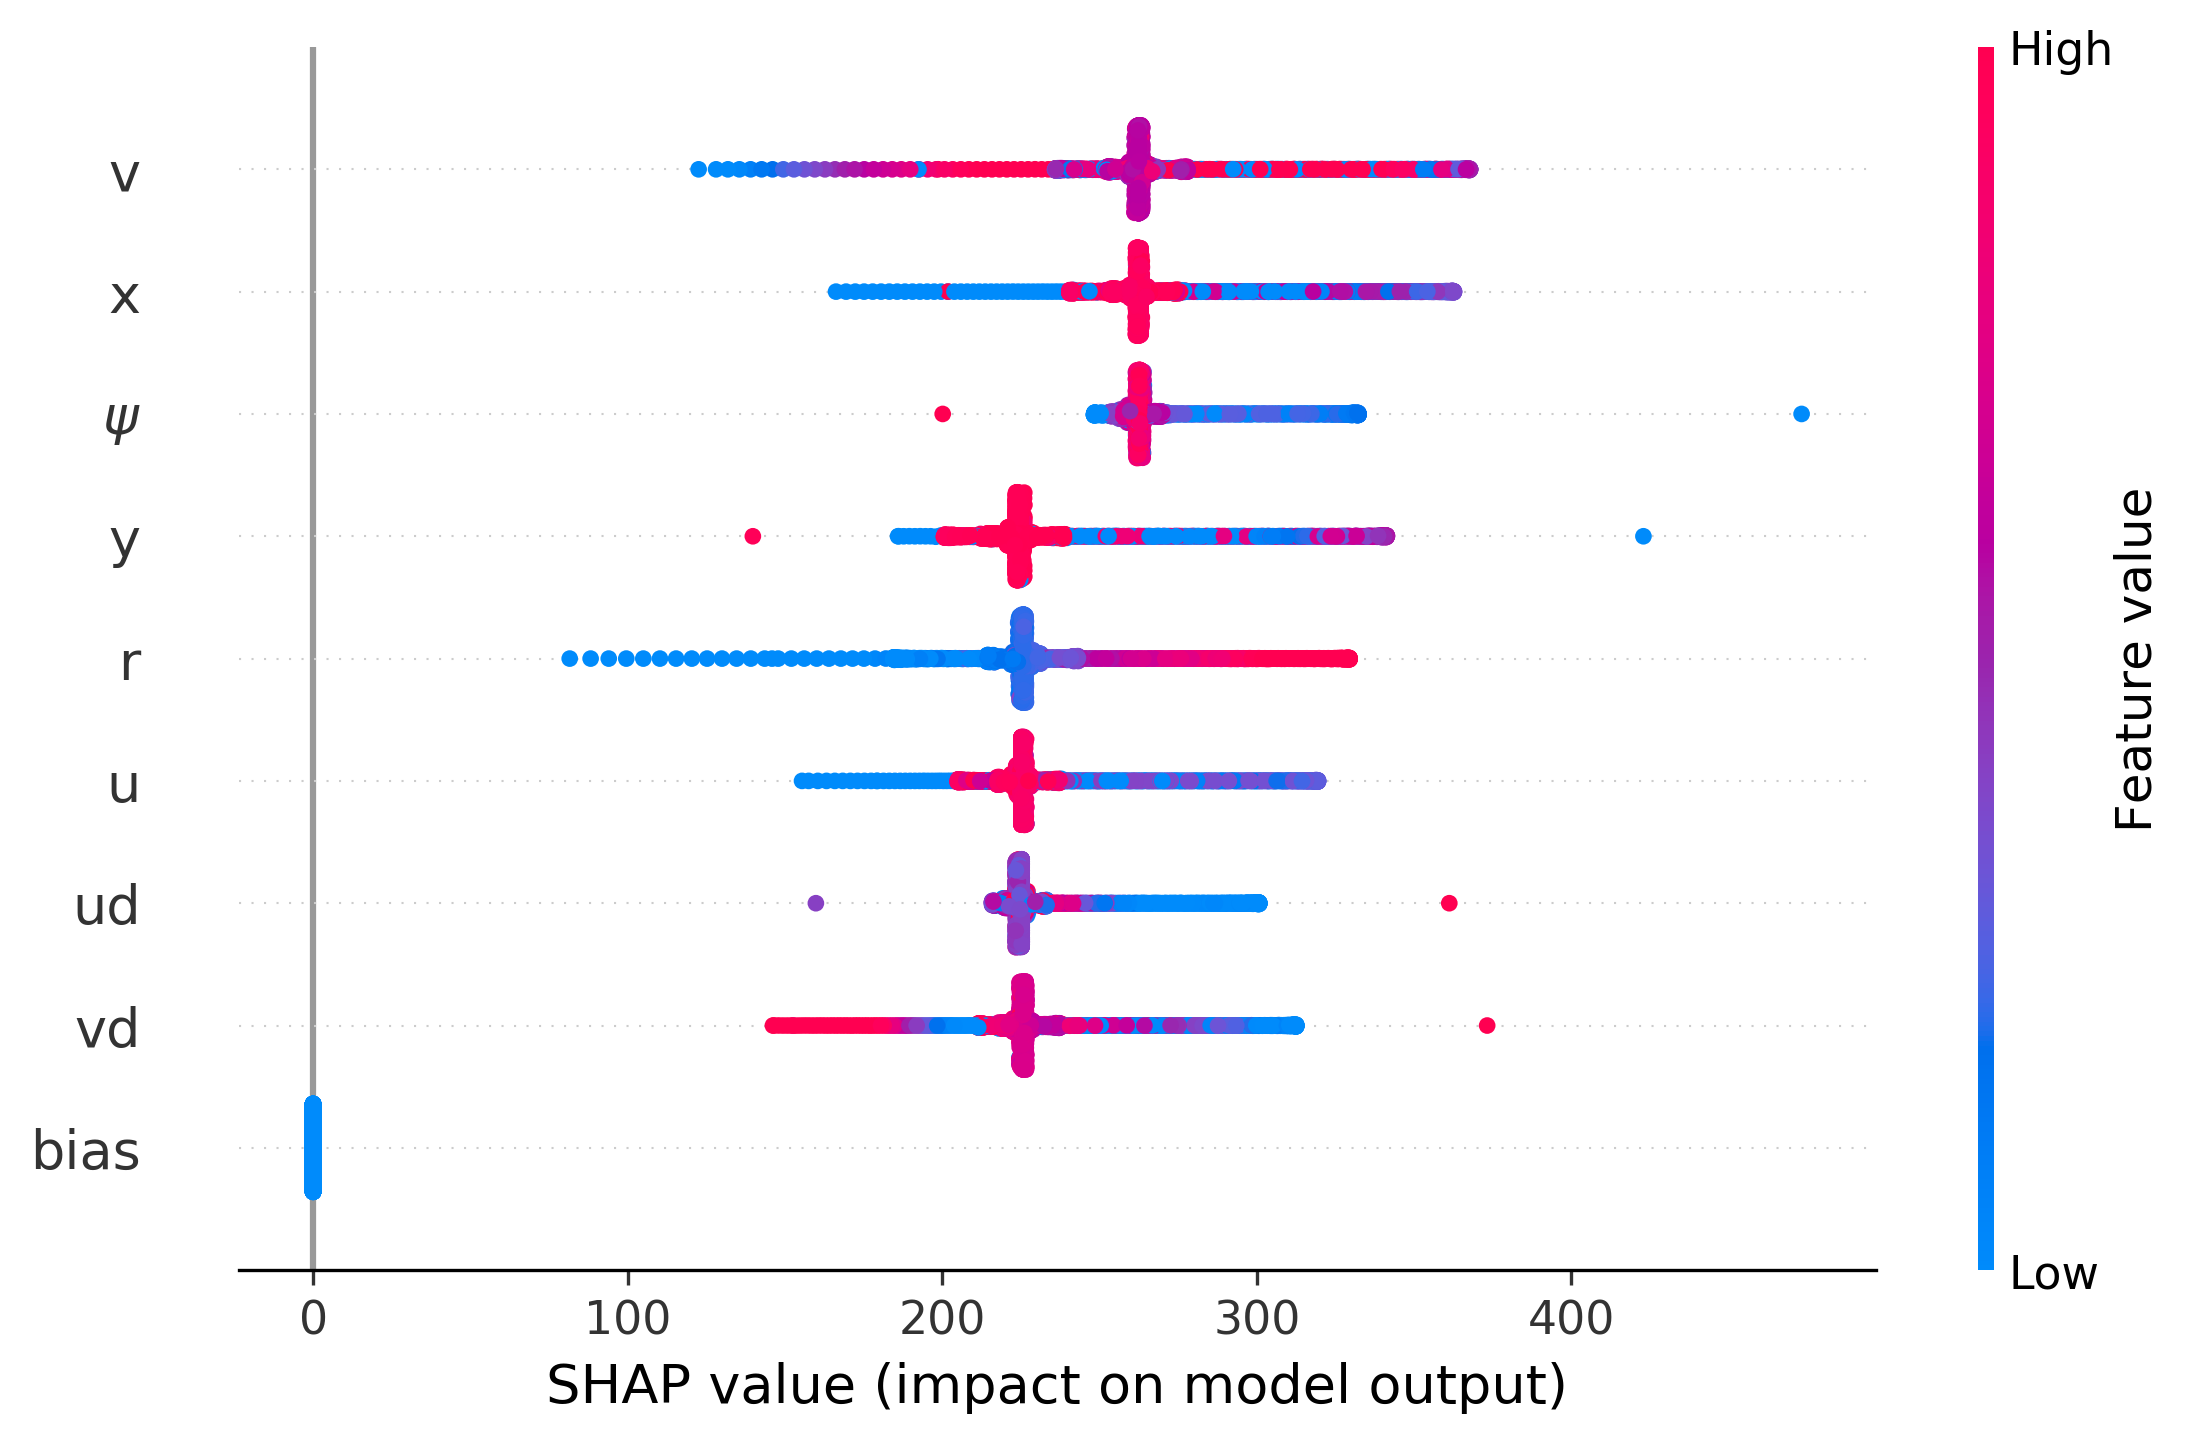 High
v
x
ψ
y
r
u
ud
vd
bias
Low
0 100 200 300 400
SHAP value (impact on model output)
Feature value